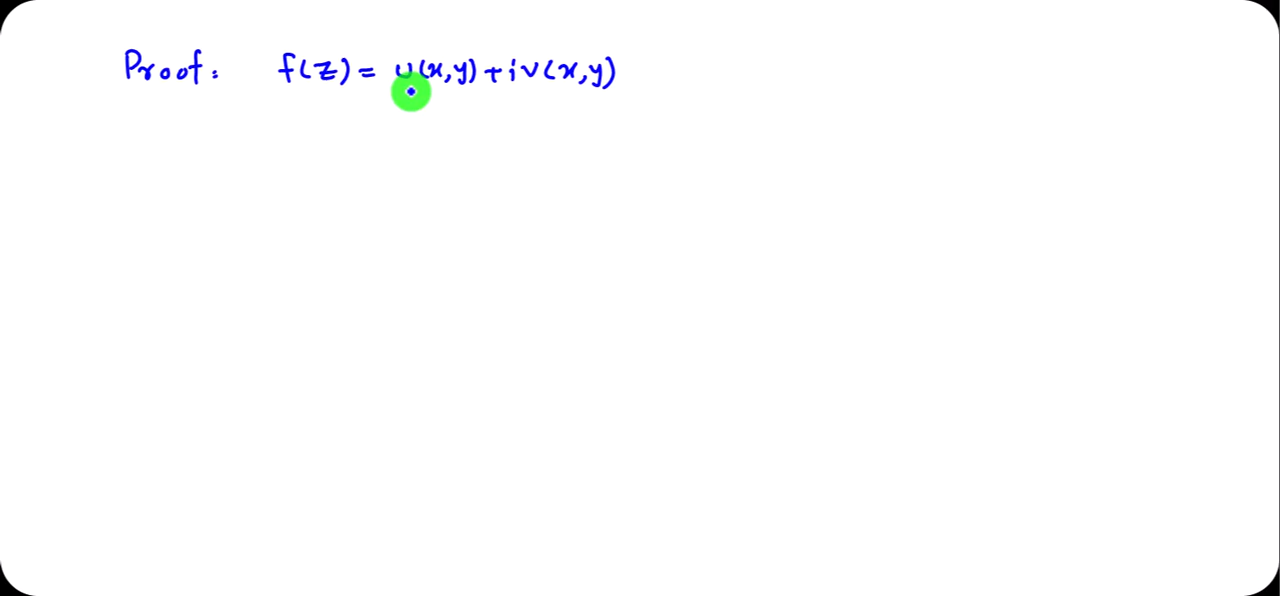 Proof: f(z) = u(x,y) + iv(x,y)